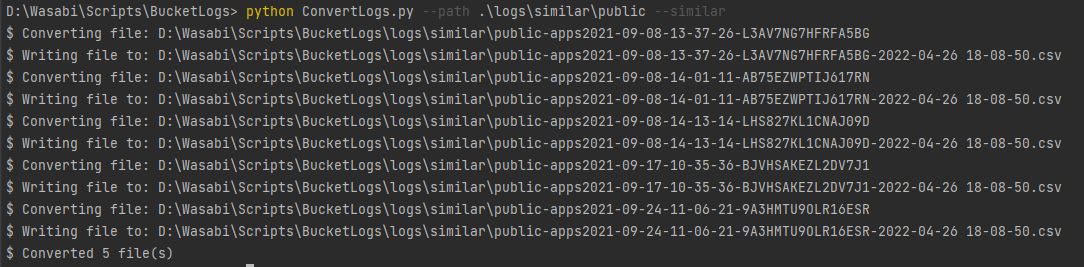 D:\Wasabi\Scripts\BucketLogs> python ConvertLogs.py --path .\logs\similar\public --similar
$ Converting file: D:\Wasabi\Scripts\BucketLogs\logs\similar\public-apps2021-09-08-13-37-26-L3AV7NG7HFRFA5BG
$ Writing file to: D:\Wasabi\Scripts\BucketLogs\logs\similar\public-apps2021-09-08-13-37-26-L3AV7NG7HFRFA5BG-2022-04-26 18-08-50.csv
$ Converting file: D:\Wasabi\Scripts\BucketLogs\logs\similar\public-apps2021-09-08-14-01-11-AB75EZWPTIJ617RN
$ Writing file to: D:\Wasabi\Scripts\BucketLogs\logs\similar\public-apps2021-09-08-14-01-11-AB75EZWPTIJ617RN-2022-04-26 18-08-50.csv
$ Converting file: D:\Wasabi\Scripts\BucketLogs\logs\similar\public-apps2021-09-08-14-13-14-LHS827KL1CNAJ09D
$ Writing file to: D:\Wasabi\Scripts\BucketLogs\logs\similar\public-apps2021-09-08-14-13-14-LHS827KL1CNAJ09D-2022-04-26 18-08-50.csv
$ Converting file: D:\Wasabi\Scripts\BucketLogs\logs\similar\public-apps2021-09-17-10-35-36-BJVHSAKEZL2DV7J1
$ Writing file to: D:\Wasabi\Scripts\BucketLogs\logs\similar\public-apps2021-09-17-10-35-36-BJVHSAKEZL2DV7J1-2022-04-26 18-08-50.csv
$ Converting file: D:\Wasabi\Scripts\BucketLogs\logs\similar\public-apps2021-09-24-11-06-21-9A3HMTU9OLR16ESR
$ Writing file to: D:\Wasabi\Scripts\BucketLogs\logs\similar\public-apps2021-09-24-11-06-21-9A3HMTU9OLR16ESR-2022-04-26 18-08-50.csv
$ Converted 5 file(s)